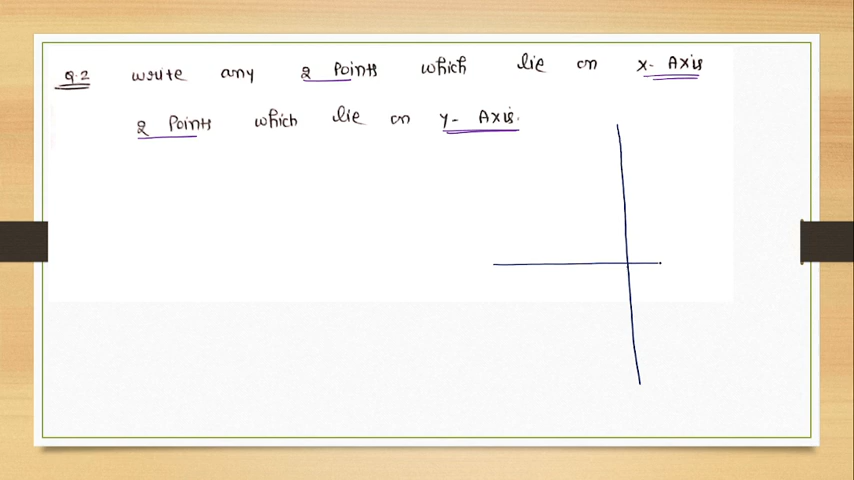 Q.2 write any 2 Points which lie on x- Axis
2 Points which lie on y- Axis.